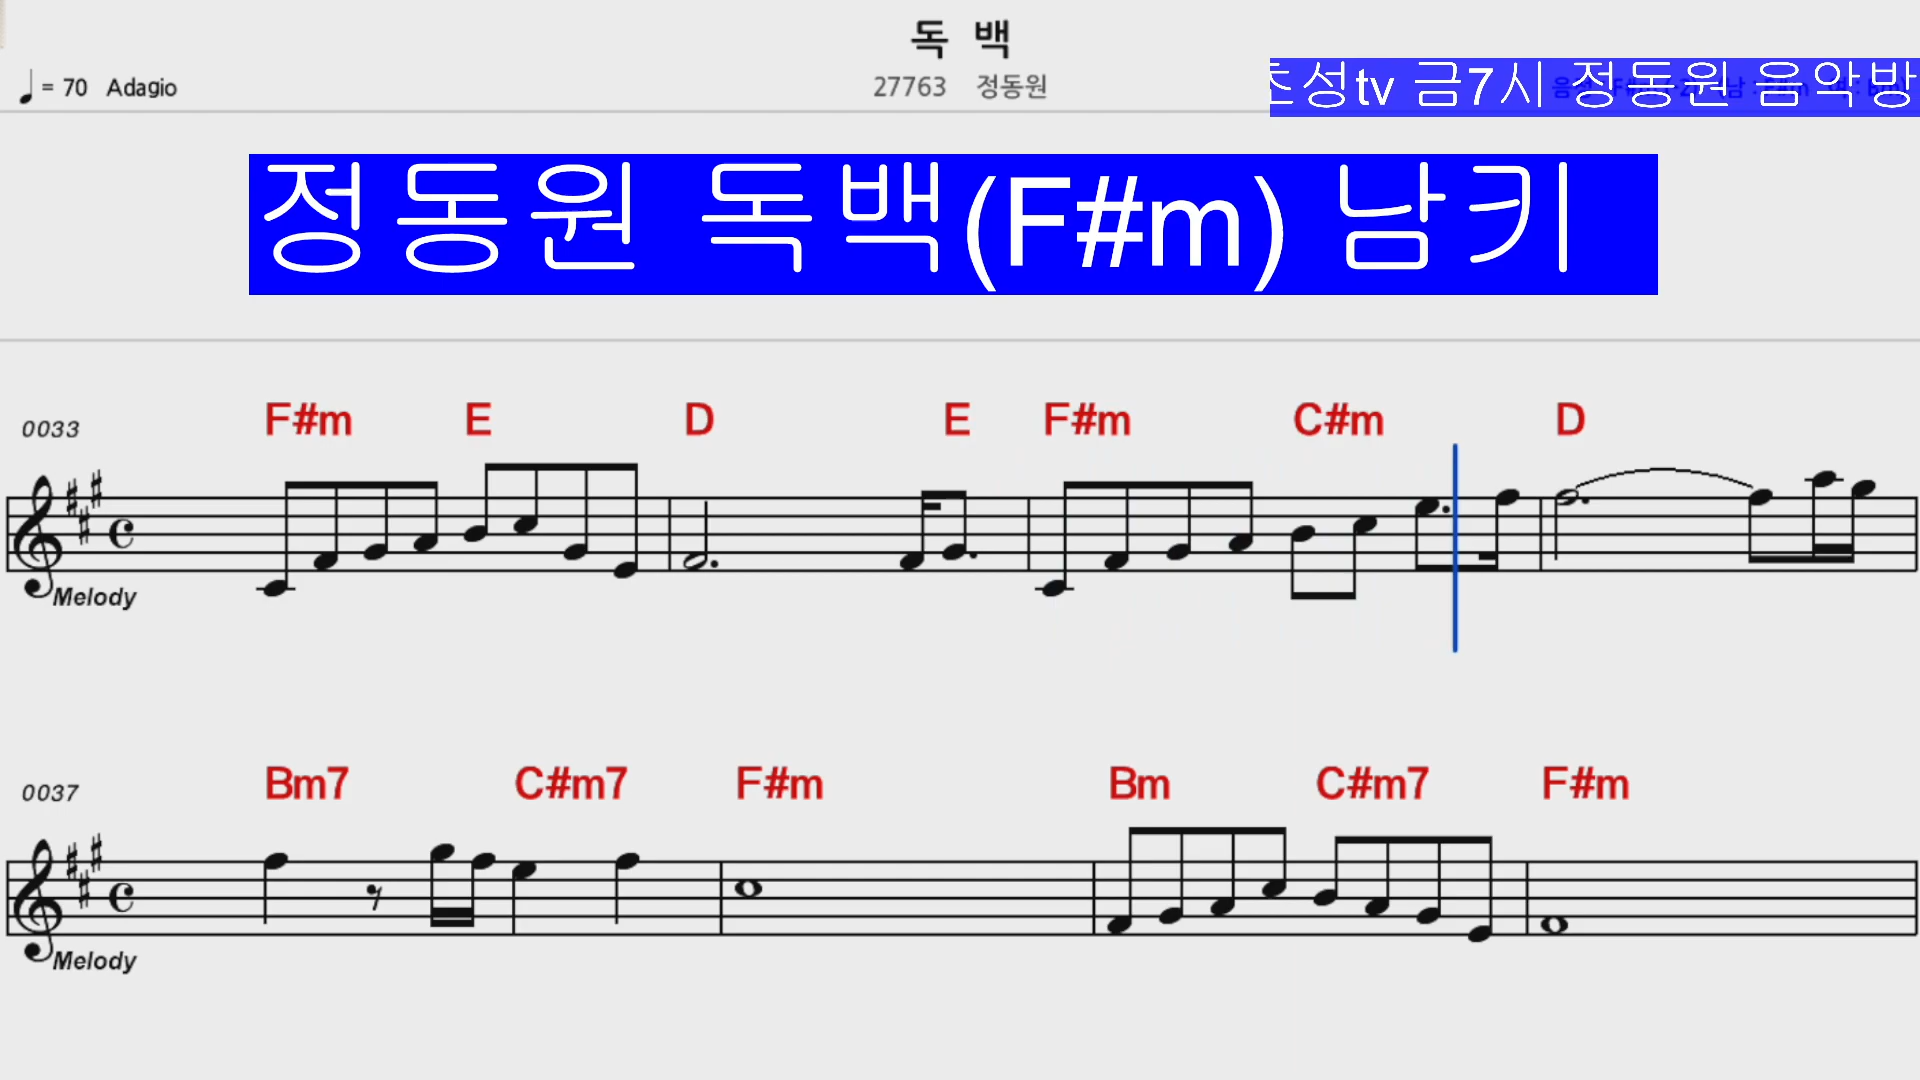 독 백
= 70 Adagio
27763 정동원
성tv 금7시 정동원 음악방
정동원 독백(F#m) 남키
0033 F#m E D E F#m C#m D
Melody
0037 Bm7 C#m7 F#m Bm C#m7 F#m
Melody